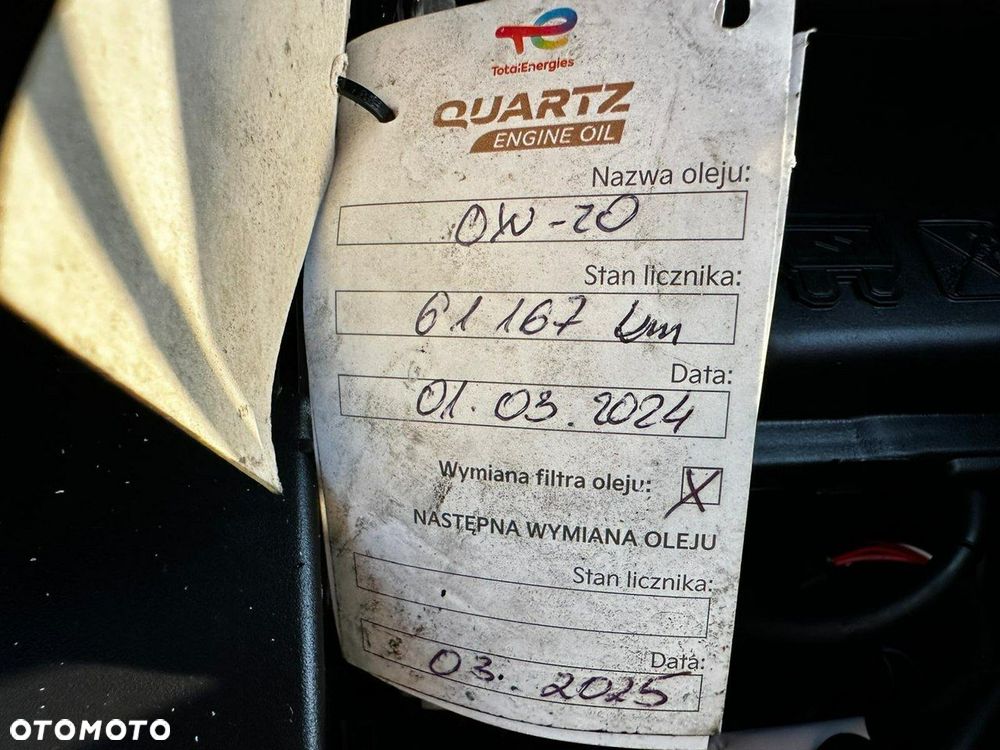 TotalEnergies
QUARTZ
ENGINE OIL
Nazwa oleju:
0W-20
Stan licznika:
61 167 km
Data:
01.03.2024
Wymiana filtra oleju: X
NASTĘPNA WYMIANA OLEJU
Stan licznika:
Data:
03.2025
OTOMOTO